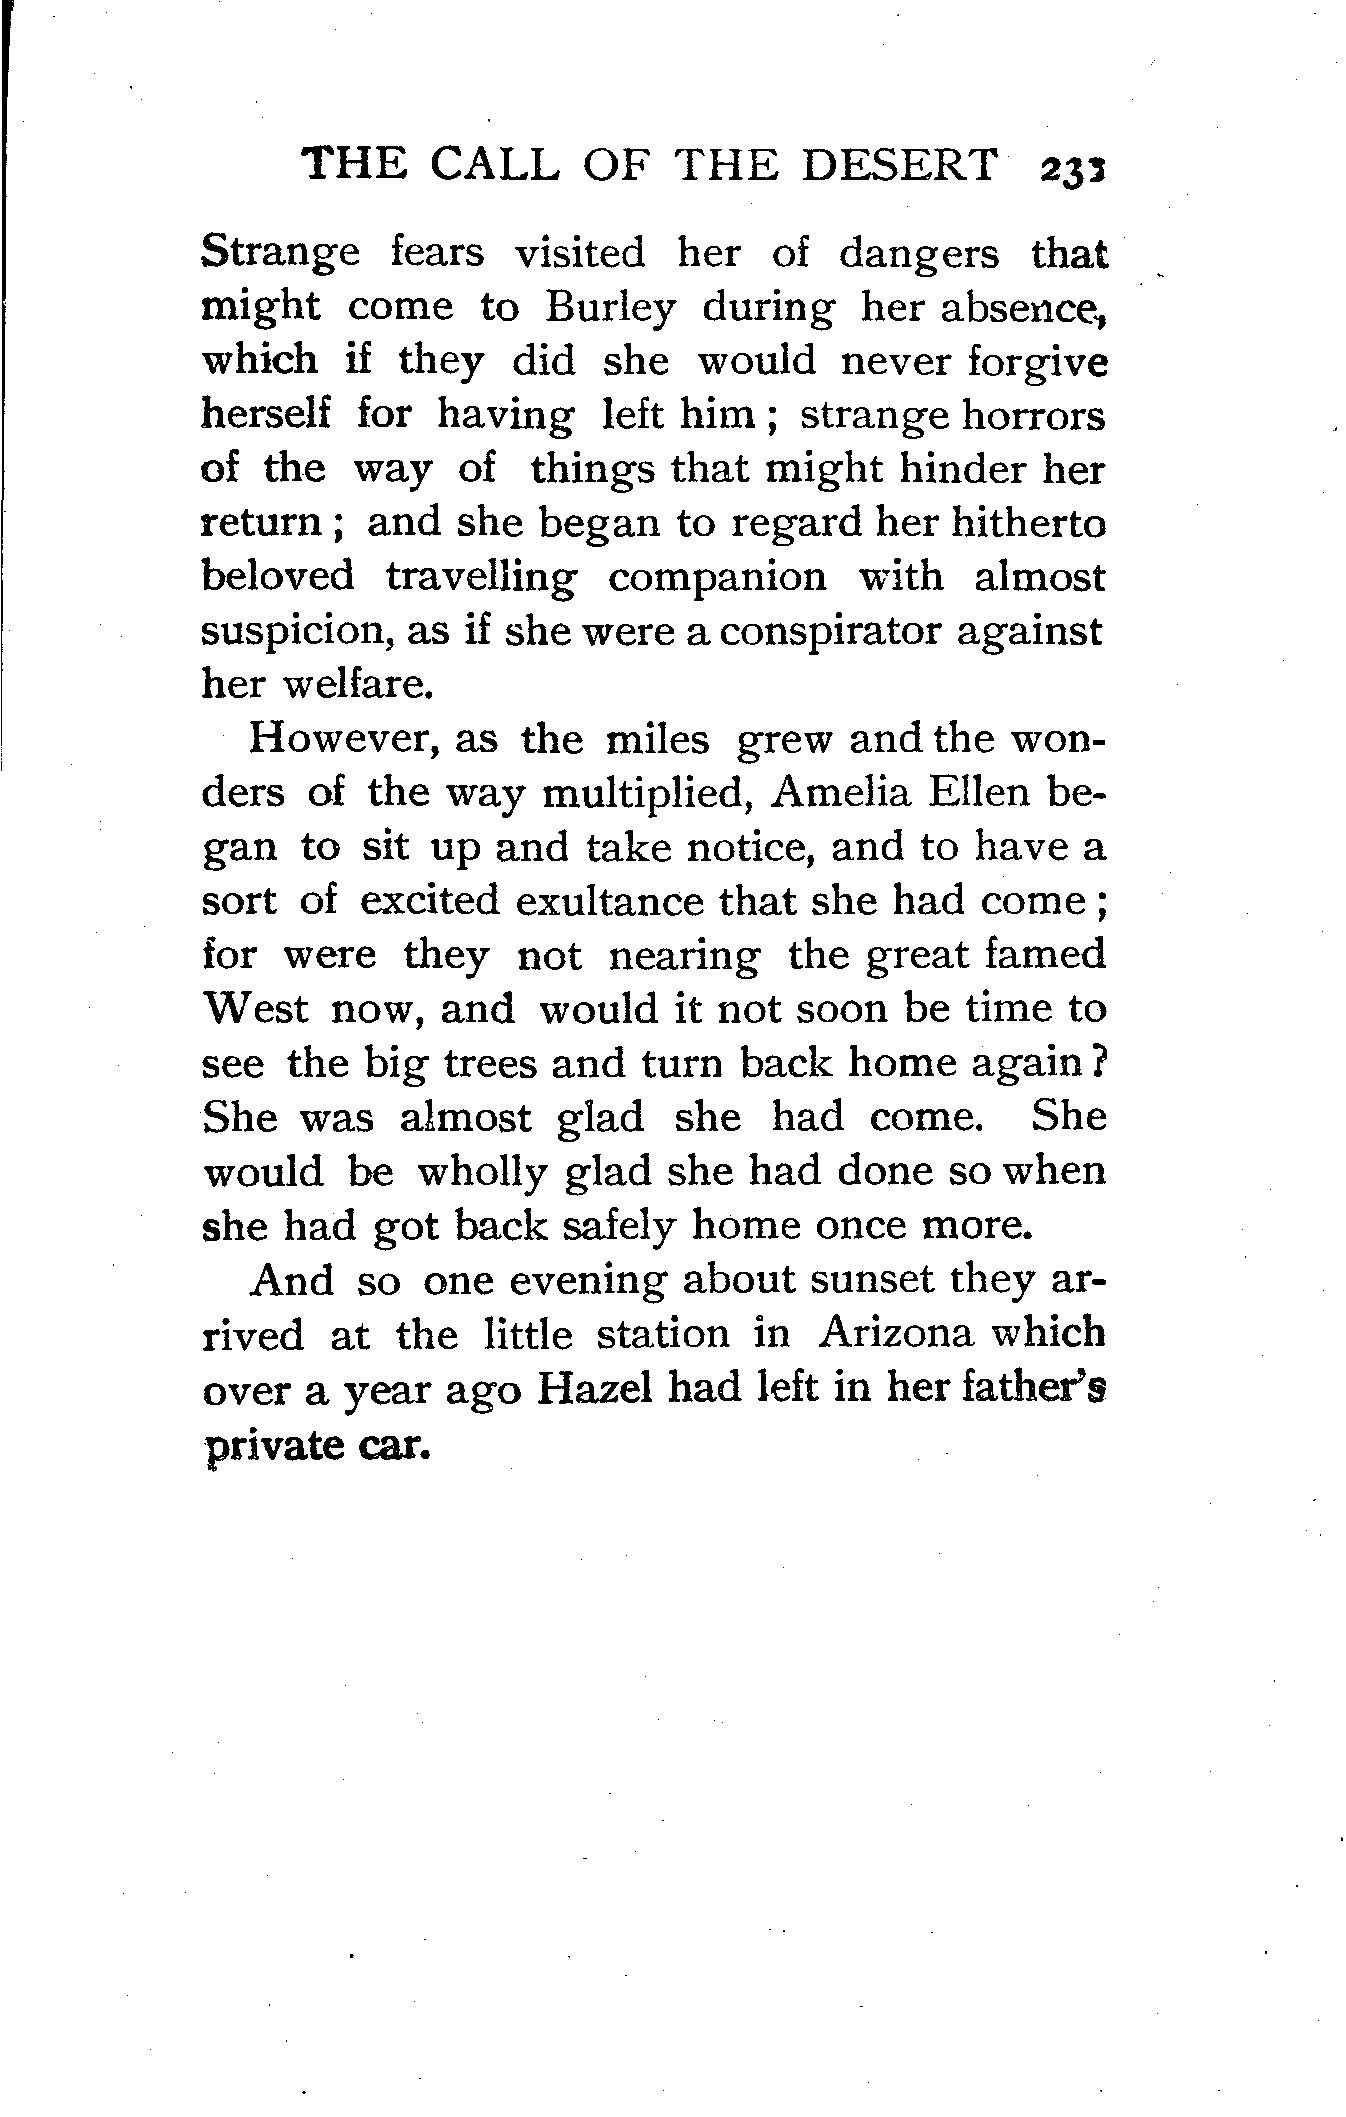 THE CALL OF THE DESERT 233
Strange fears visited her of dangers that
might come to Burley during her absence,
which if they did she would never forgive
herself for having left him ; strange horrors
of the way of things that might hinder her
return ; and she began to regard her hitherto
beloved travelling companion with almost
suspicion, as if she were a conspirator against
her welfare.
However, as the miles grew and the won-
ders of the way multiplied, Amelia Ellen be-
gan to sit up and take notice, and to have a
sort of excited exultance that she had come ;
for were they not nearing the great famed
West now, and would it not soon be time to
see the big trees and turn back home again ?
She was almost glad she had come. She
would be wholly glad she had done so when
she had got back safely home once more.
And so one evening about sunset they ar-
rived at the little station in Arizona which
over a year ago Hazel had left in her father's
private car.